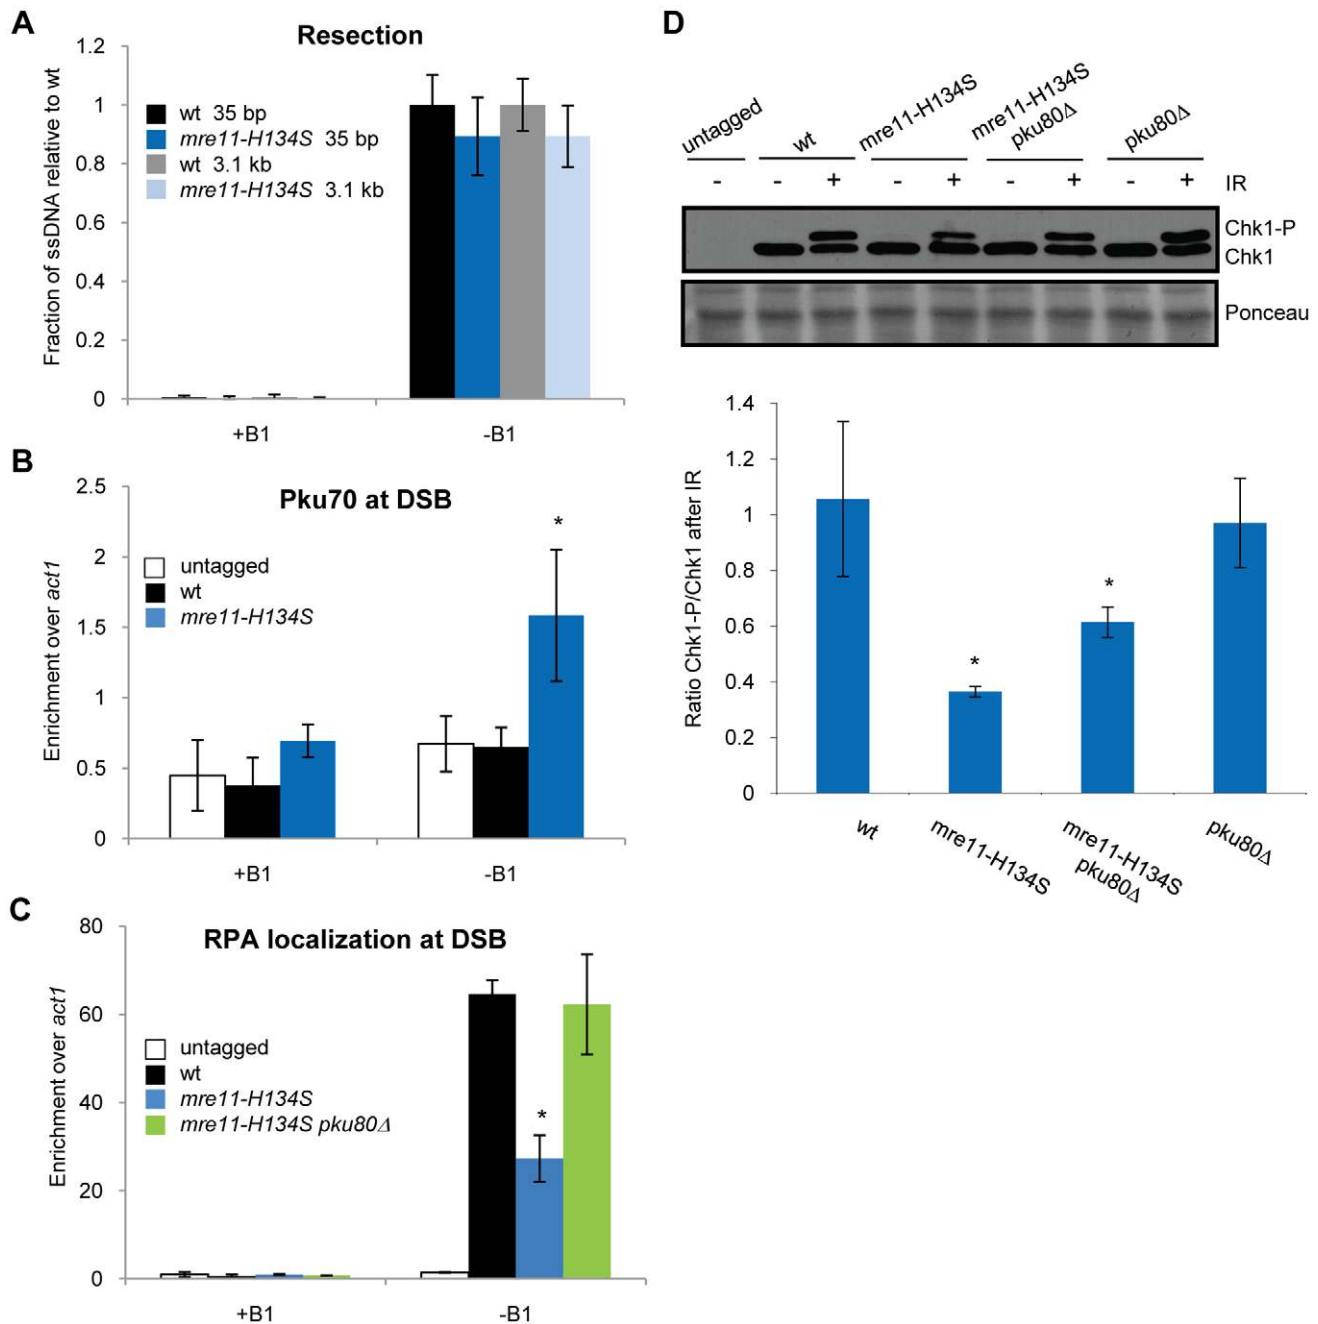 A
Resection
Fraction of ssDNA relative to wt
1.2
1
0.8
0.6
0.4
0.2
0
wt 35 bp
mre11-H134S 35 bp
wt 3.1 kb
mre11-H134S 3.1 kb
+B1
-B1
B
Pku70 at DSB
Enrichment over act1
2.5
2
1.5
1
0.5
0
untagged
wt
mre11-H134S
*
+B1
-B1
C
RPA localization at DSB
Enrichment over act1
80
60
40
20
0
untagged
wt
mre11-H134S
mre11-H134S pku80Δ
*
+B1
-B1
D
untagged
wt
mre11-H134S
mre11-H134S
pku80Δ
pku80Δ
- - + - + - + - + IR
Chk1-P
Chk1
Ponceau
Ratio Chk1-P/Chk1 after IR
1.4
1.2
1
0.8
0.6
0.4
0.2
0
*
*
wt
mre11-H134S
mre11-H134S
pku80Δ
pku80Δ